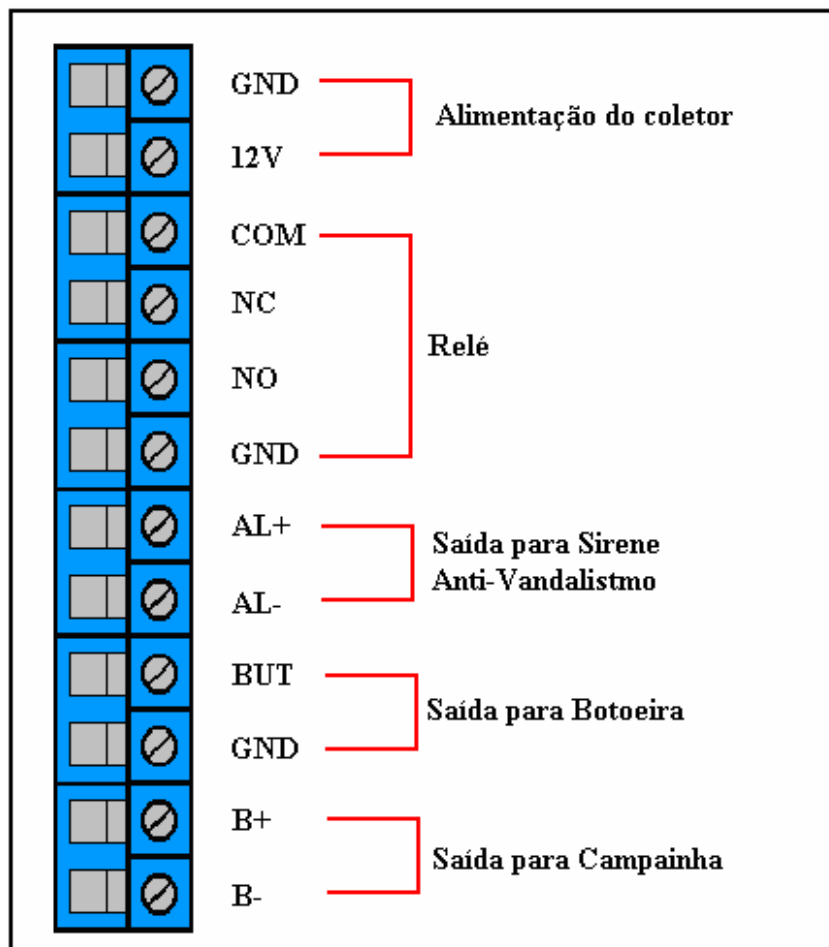 GND
Alimentação do coletor
12V
COM
NC
Relé
NO
GND
AL+
Saída para Sirene
Anti-Vandalistmo
AL-
BUT
Saída para Botoeira
GND
B+
Saída para Campainha
B-